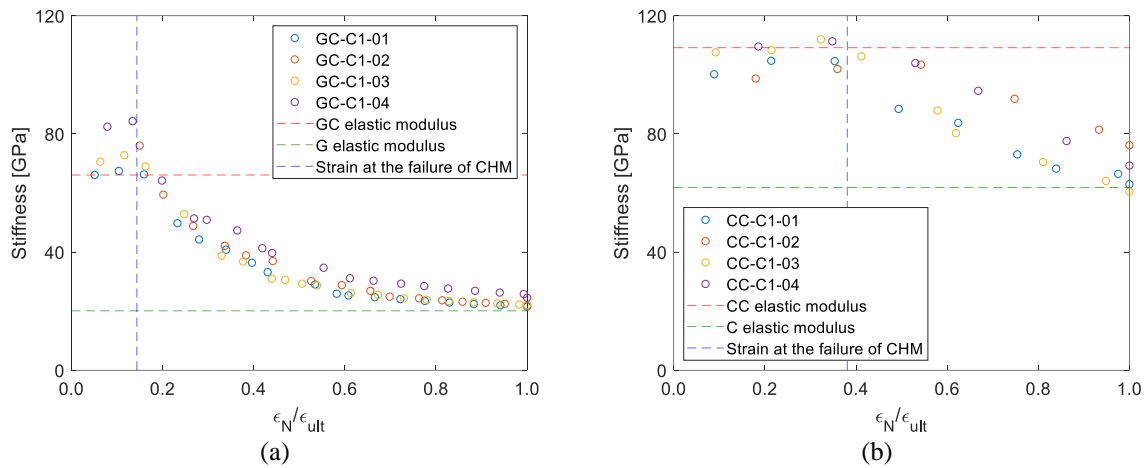 120
80
40
0
Stiffness [GPa]
GC-C1-01
GC-C1-02
GC-C1-03
GC-C1-04
GC elastic modulus
G elastic modulus
Strain at the failure of CHM
0.0 0.2 0.4 0.6 0.8 1.0
ϵN/ϵult
(a)
120
80
40
0
Stiffness [GPa]
CC-C1-01
CC-C1-02
CC-C1-03
CC-C1-04
CC elastic modulus
C elastic modulus
Strain at the failure of CHM
0.0 0.2 0.4 0.6 0.8 1.0
ϵN/ϵult
(b)